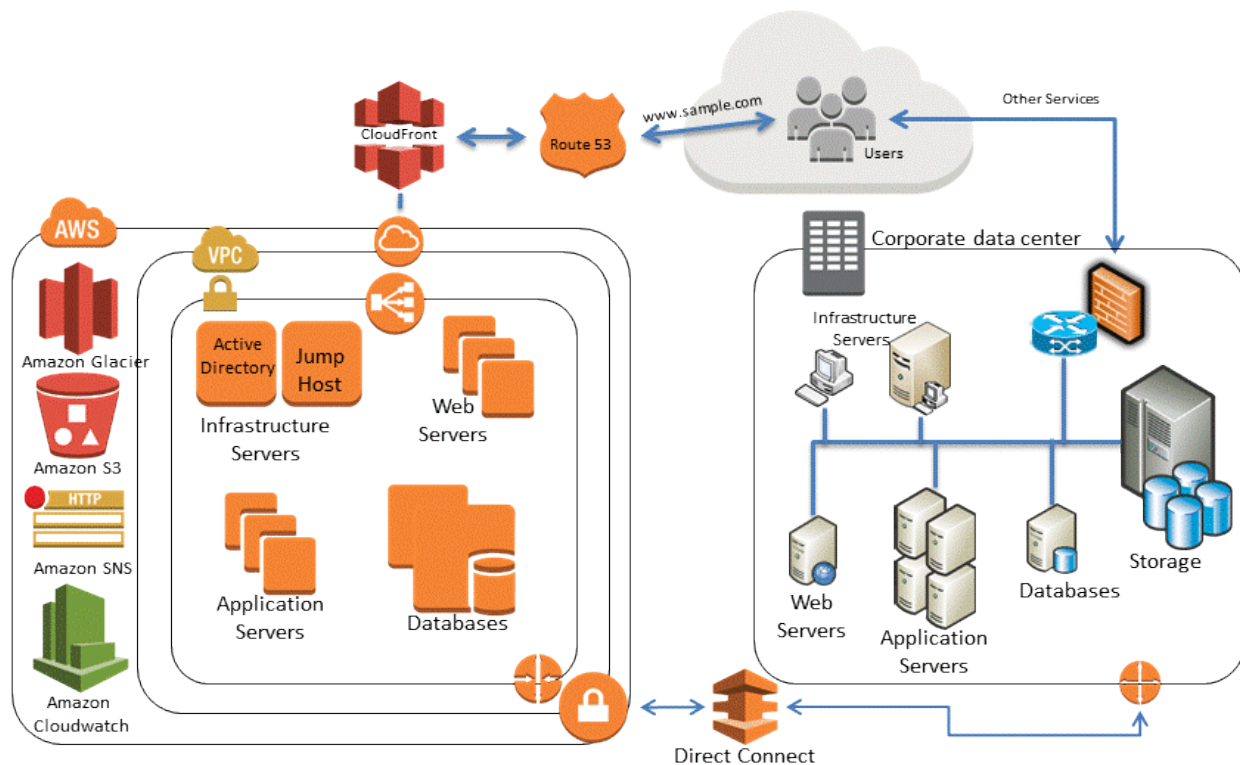 www.sample.com
Other Services
CloudFront
Route 53
Users
AWS
VPC
Corporate data center
Amazon Glacier
Active
Directory
Jump
Host
Infrastructure
Servers
Web
Servers
Infrastructure
Servers
Amazon S3
HTTP
Amazon SNS
Application
Servers
Databases
Web
Servers
Application
Servers
Databases
Storage
Amazon
Cloudwatch
Direct Connect